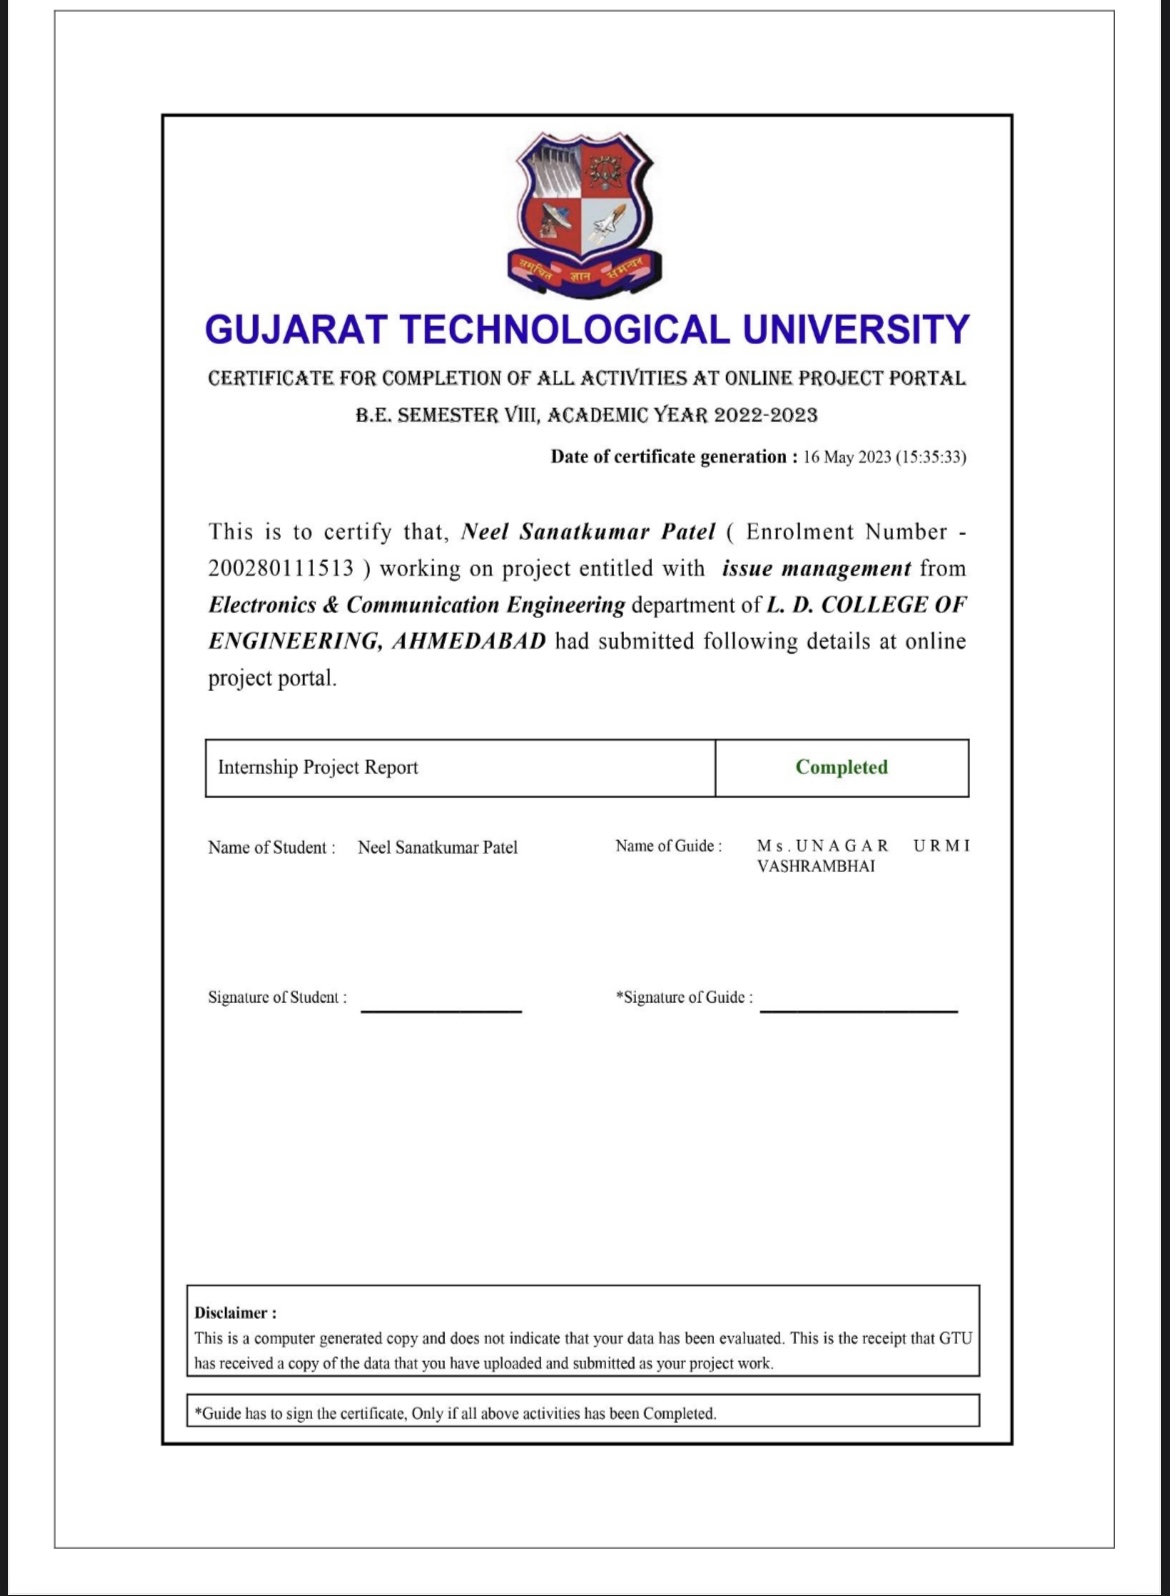 समुचित ज्ञान समन्वत
GUJARAT TECHNOLOGICAL UNIVERSITY
CERTIFICATE FOR COMPLETION OF ALL ACTIVITIES AT ONLINE PROJECT PORTAL
B.E. SEMESTER VIII, ACADEMIC YEAR 2022-2023
Date of certificate generation : 16 May 2023 (15:35:33)
This is to certify that, Neel Sanatkumar Patel ( Enrolment Number -
200280111513 ) working on project entitled with issue management from
Electronics & Communication Engineering department of L. D. COLLEGE OF
ENGINEERING, AHMEDABAD had submitted following details at online
project portal.
Internship Project Report Completed
Name of Student : Neel Sanatkumar Patel Name of Guide : Ms.UNAGAR URMI
VASHRAMBHAI
Signature of Student : *Signature of Guide :
Disclaimer :
This is a computer generated copy and does not indicate that your data has been evaluated. This is the receipt that GTU
has received a copy of the data that you have uploaded and submitted as your project work.
*Guide has to sign the certificate, Only if all above activities has been Completed.